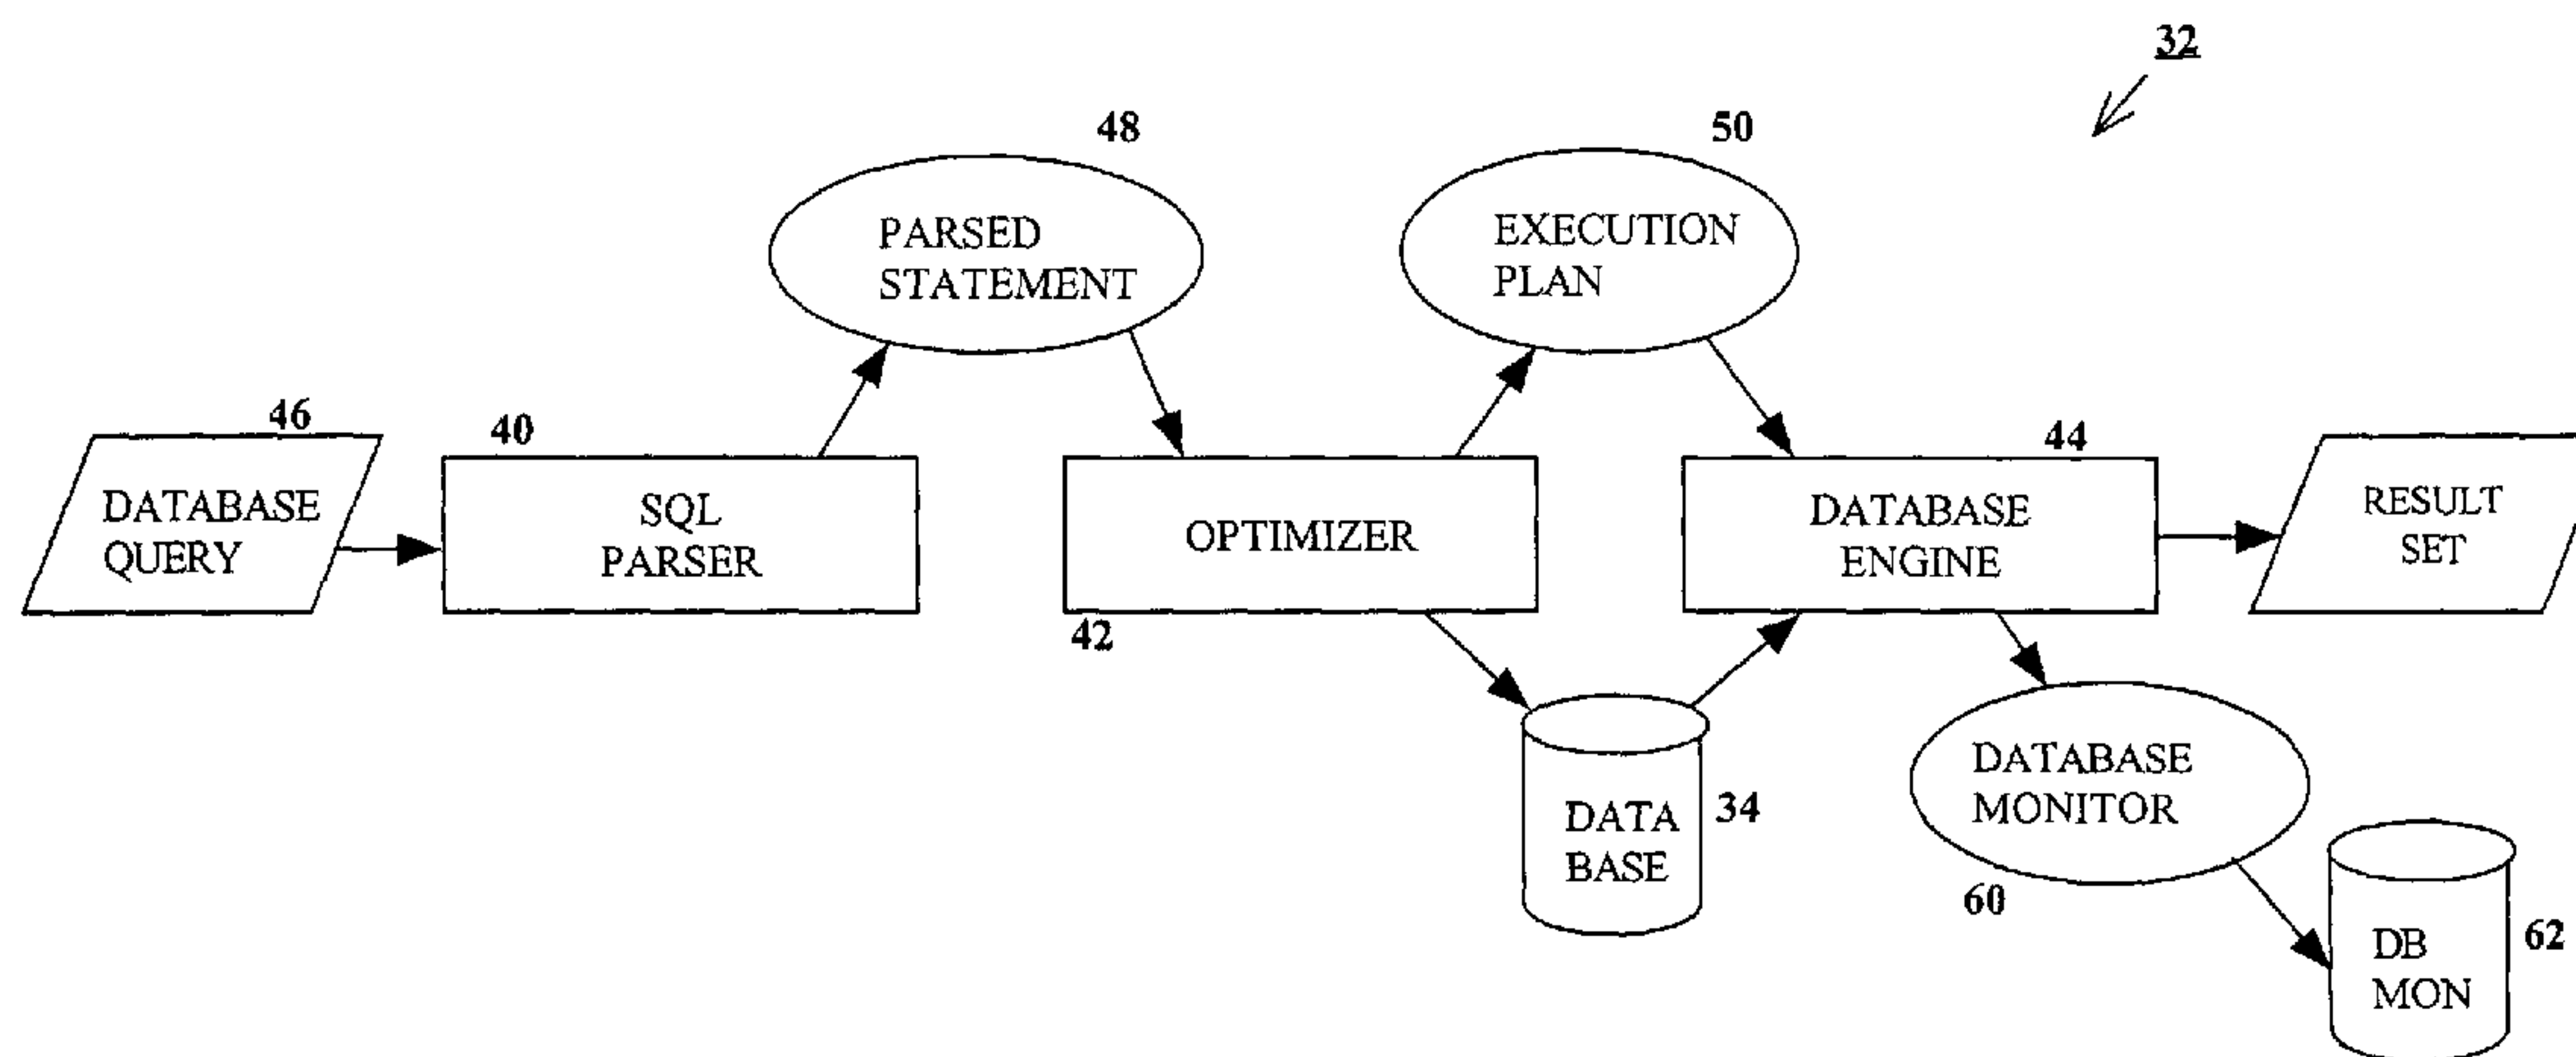 32
48
50
PARSED
STATEMENT
EXECUTION
PLAN
46
40
44
DATABASE
QUERY
SQL
PARSER
OPTIMIZER
DATABASE
ENGINE
RESULT
SET
42
DATA
BASE
34
DATABASE
MONITOR
60
DB
MON
62